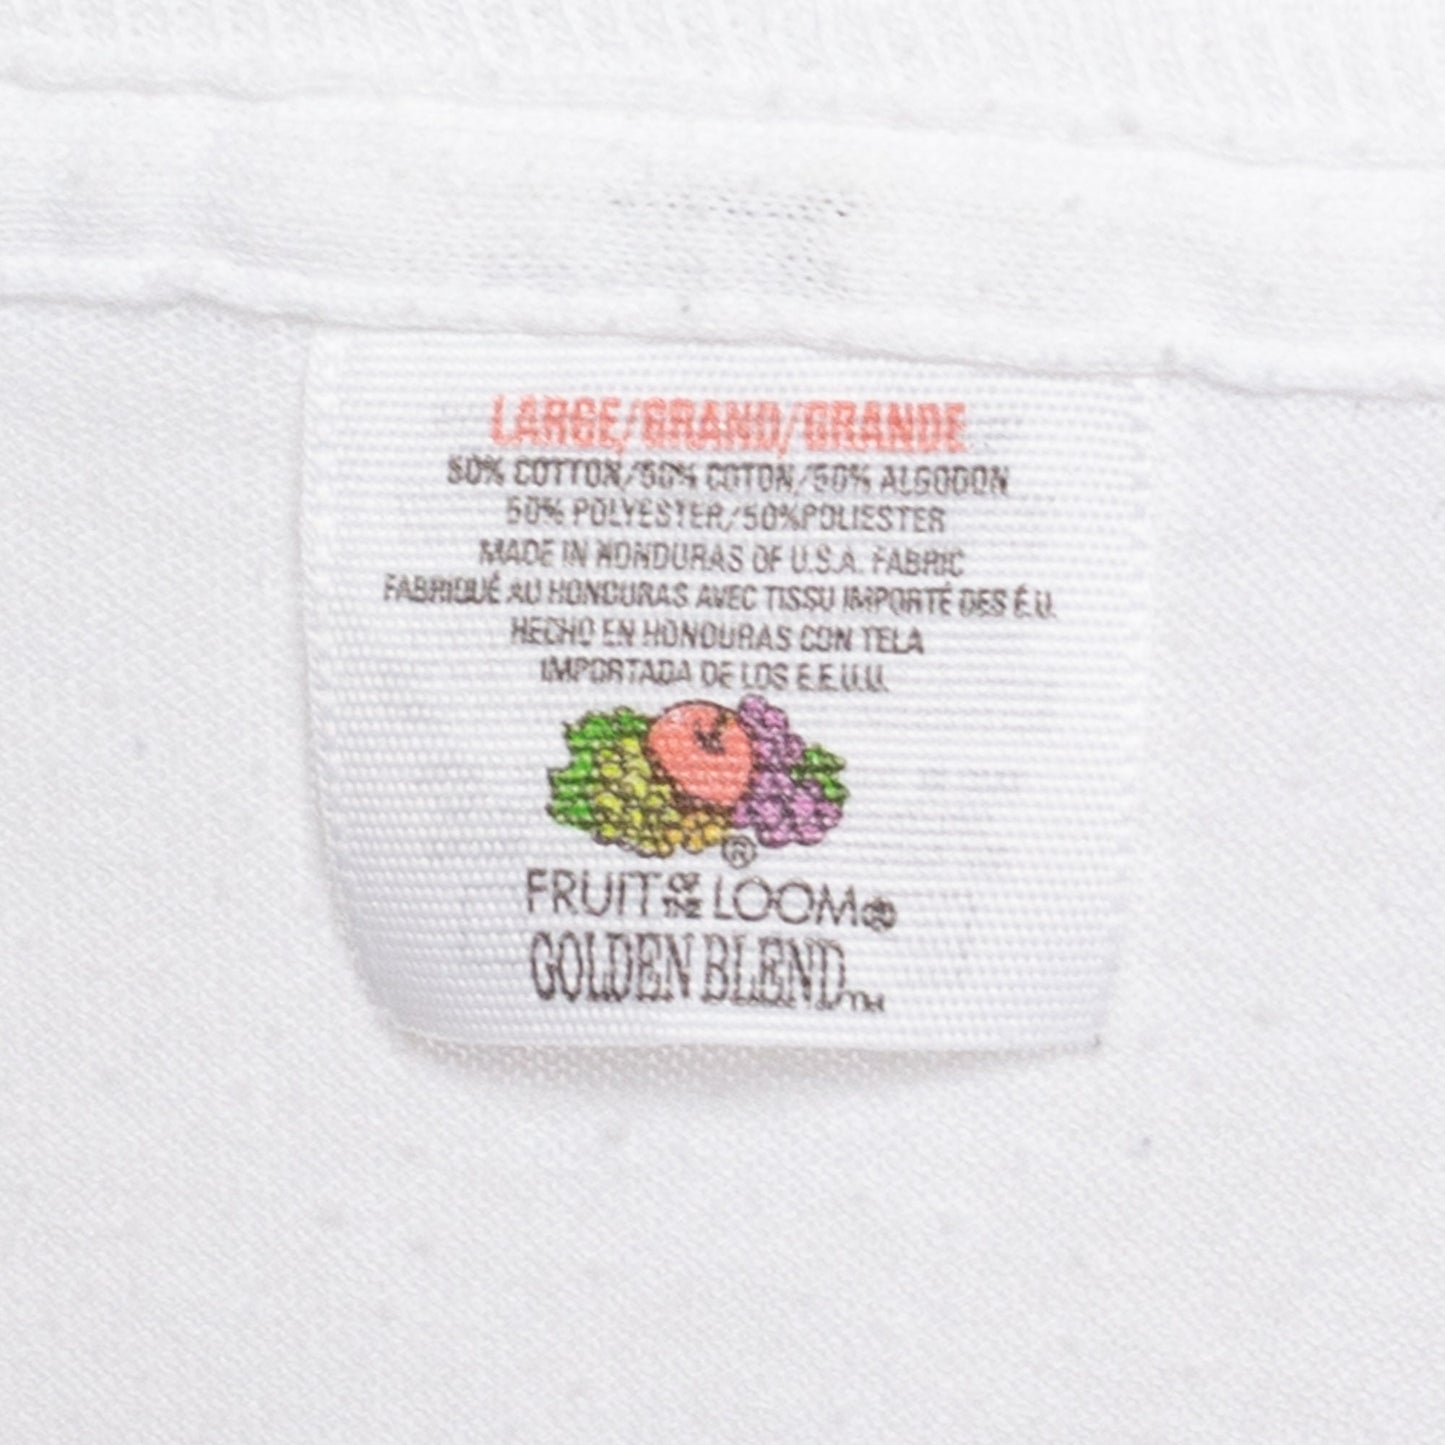 LARGE/GRAND/GRANDE
50% COTTON/50% COTON/50% ALGODON
50% POLYESTER/50%POLIESTER
MADE IN HONDURAS OF U.S.A. FABRIC
FABRIQUÉ AU HONDURAS AVEC TISSU IMPORTÉ DES É.U.
HECHO EN HONDURAS CON TELA
IMPORTADA DE LOS E.E.U.U.
®
FRUIT OF THE LOOM®
GOLDEN BLEND™